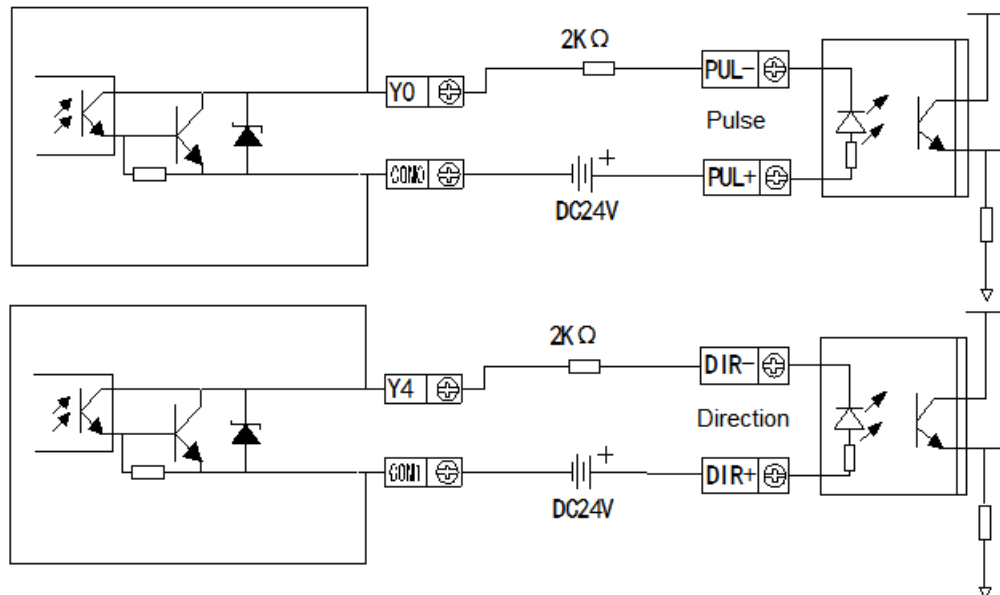 2KΩ
Y0
PUL-
Pulse
COM0
+
PUL+
DC24V
2KΩ
Y4
DIR-
Direction
COM1
+
DIR+
DC24V